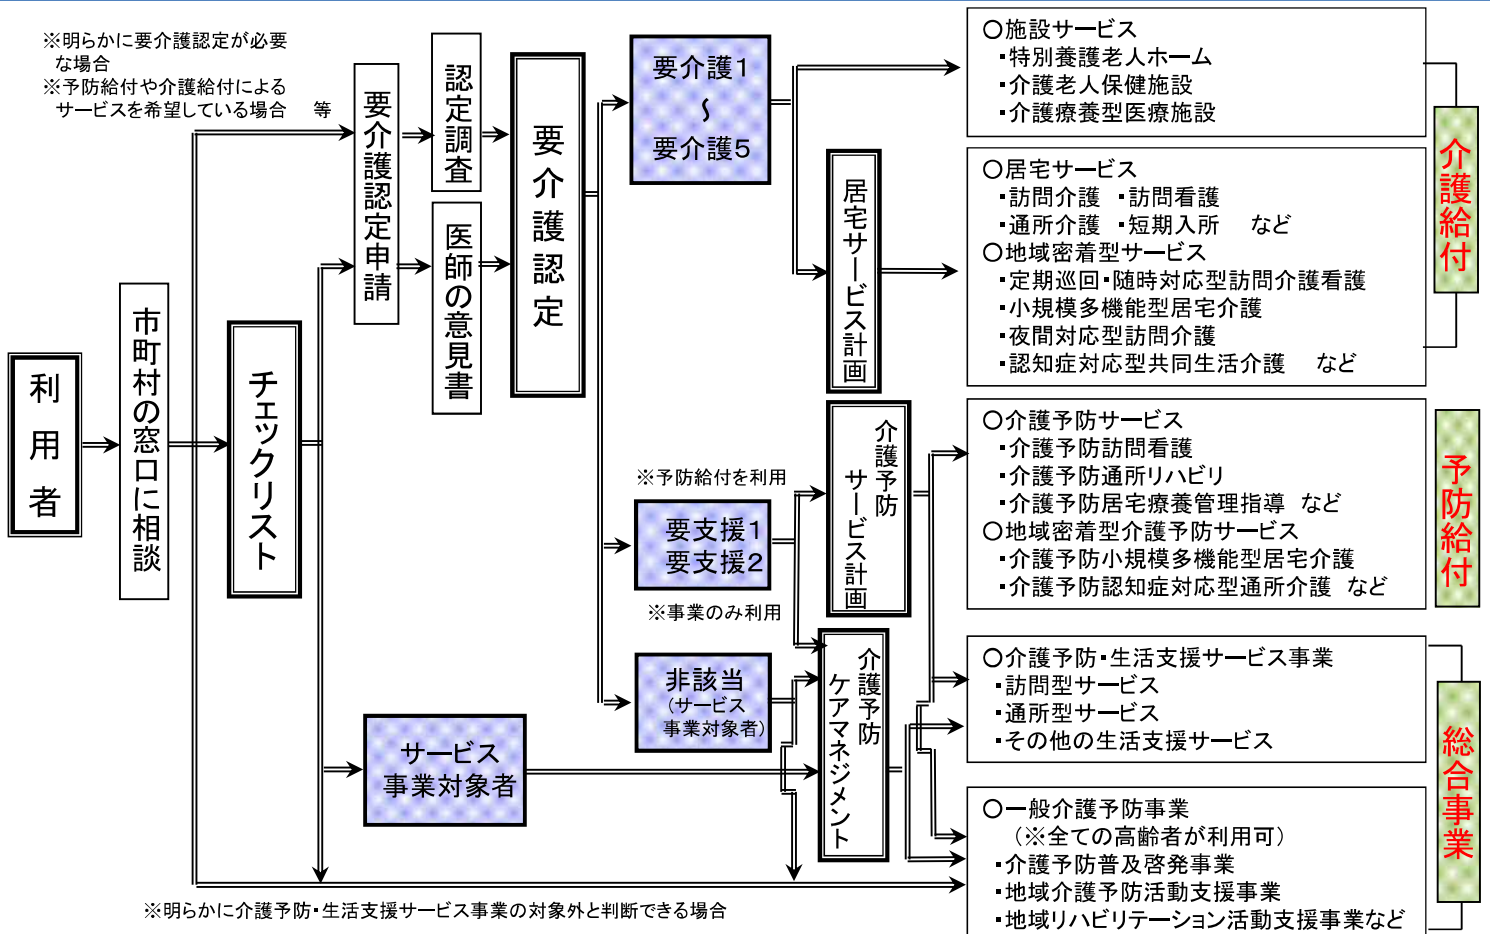 ※明らかに要介護認定が必要
な場合
※予防給付や介護給付による
サービスを希望している場合　等
利用者
市町村の窓口に相談
チェックリスト
要介護認定申請
認定調査
医師の意見書
要介護認定
要介護1
～
要介護5
※予防給付を利用
要支援1
要支援2
※事業のみ利用
非該当
（サービス
事業対象者）
サービス
事業対象者
居宅サービス計画
介護予防
サービス計画
介護予防
ケアマネジメント
○施設サービス
・特別養護老人ホーム
・介護老人保健施設
・介護療養型医療施設
○居宅サービス
・訪問介護　・訪問看護
・通所介護　・短期入所　など
○地域密着型サービス
・定期巡回・随時対応型訪問介護看護
・小規模多機能型居宅介護
・夜間対応型訪問介護
・認知症対応型共同生活介護　など
介護給付
○介護予防サービス
・介護予防訪問看護
・介護予防通所リハビリ
・介護予防居宅療養管理指導　など
○地域密着型介護予防サービス
・介護予防小規模多機能型居宅介護
・介護予防認知症対応型通所介護　など
予防給付
○介護予防・生活支援サービス事業
・訪問型サービス
・通所型サービス
・その他の生活支援サービス
○一般介護予防事業
（※全ての高齢者が利用可）
・介護予防普及啓発事業
・地域介護予防活動支援事業
・地域リハビリテーション活動支援事業など
総合事業
※明らかに介護予防・生活支援サービス事業の対象外と判断できる場合